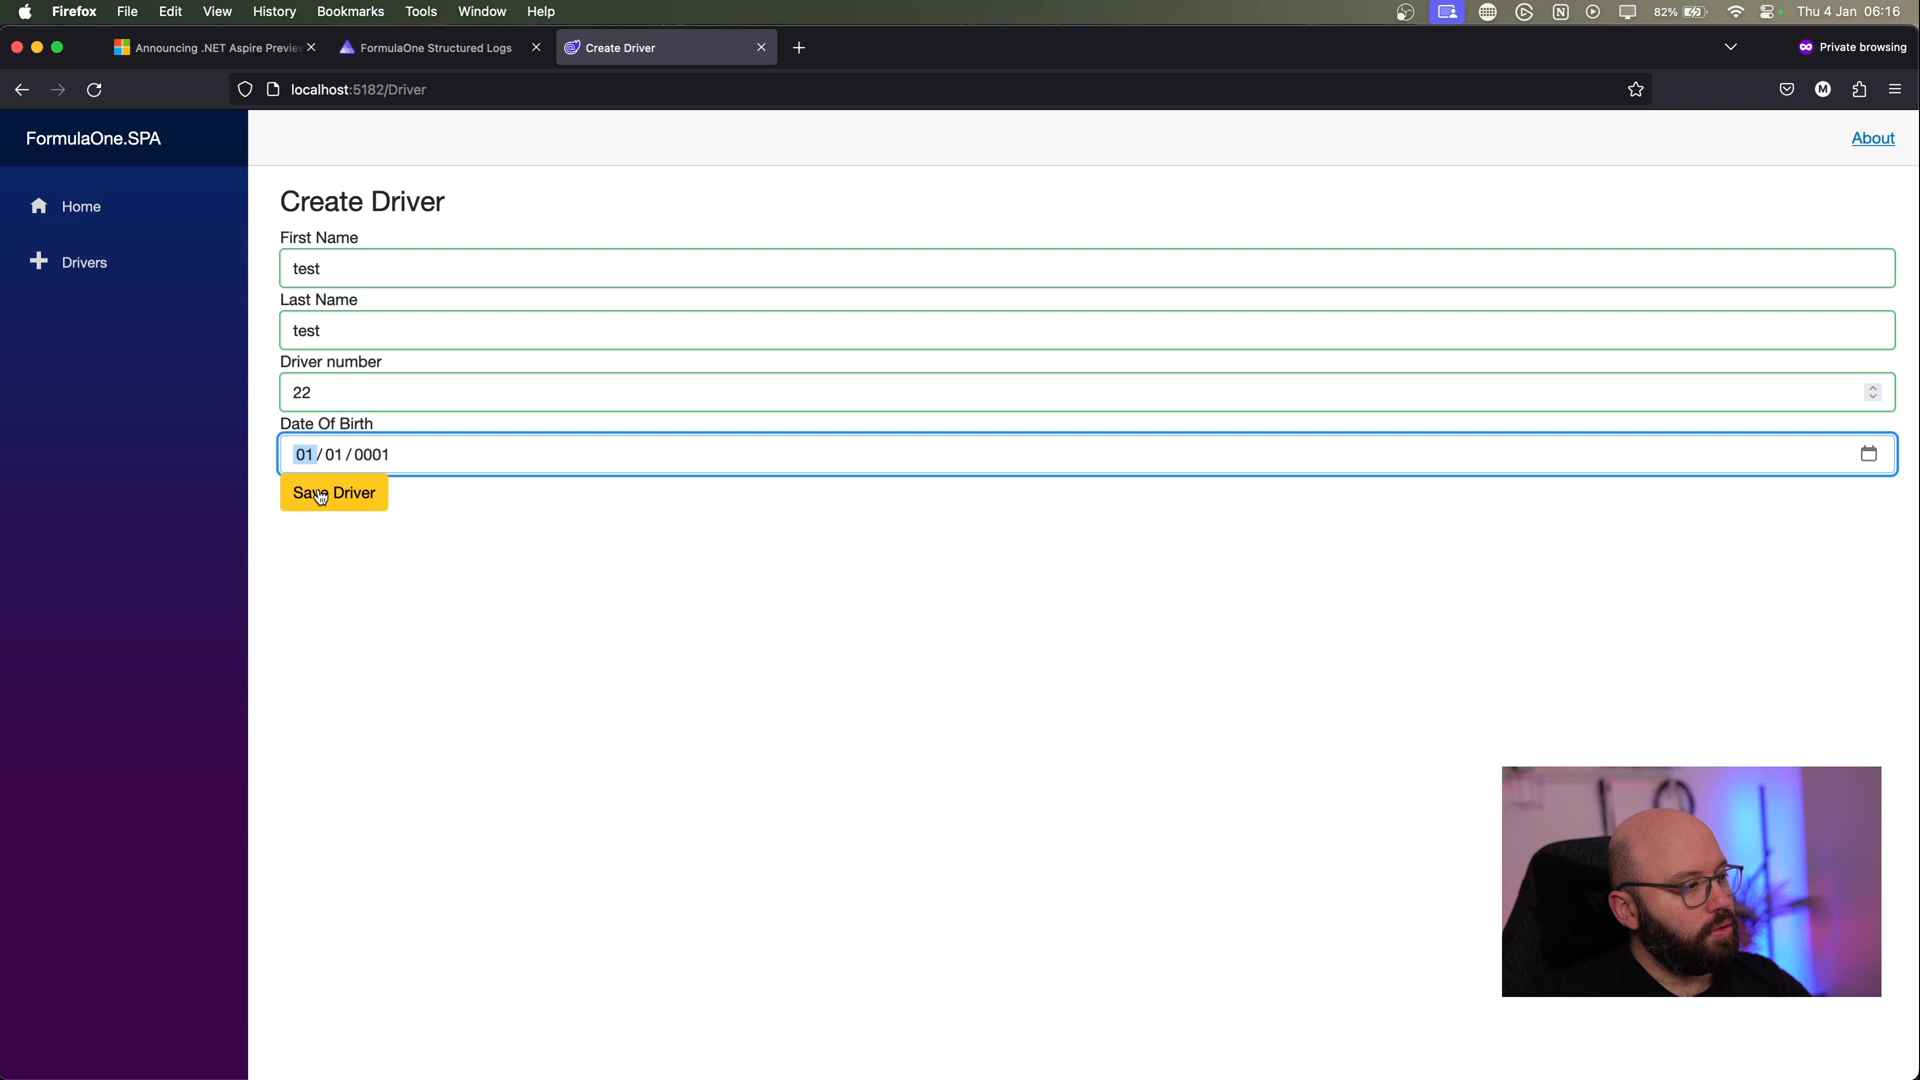 Firefox File Edit View History Bookmarks Tools Window Help 82% Thu 4 Jan 06:16
Announcing .NET Aspire Preview FormulaOne Structured Logs Create Driver Private browsing
localhost:5182/Driver M
FormulaOne.SPA
About
Home
Drivers
Create Driver
First Name
test
Last Name
test
Driver number
22
Date Of Birth
01/01/0001
Save Driver